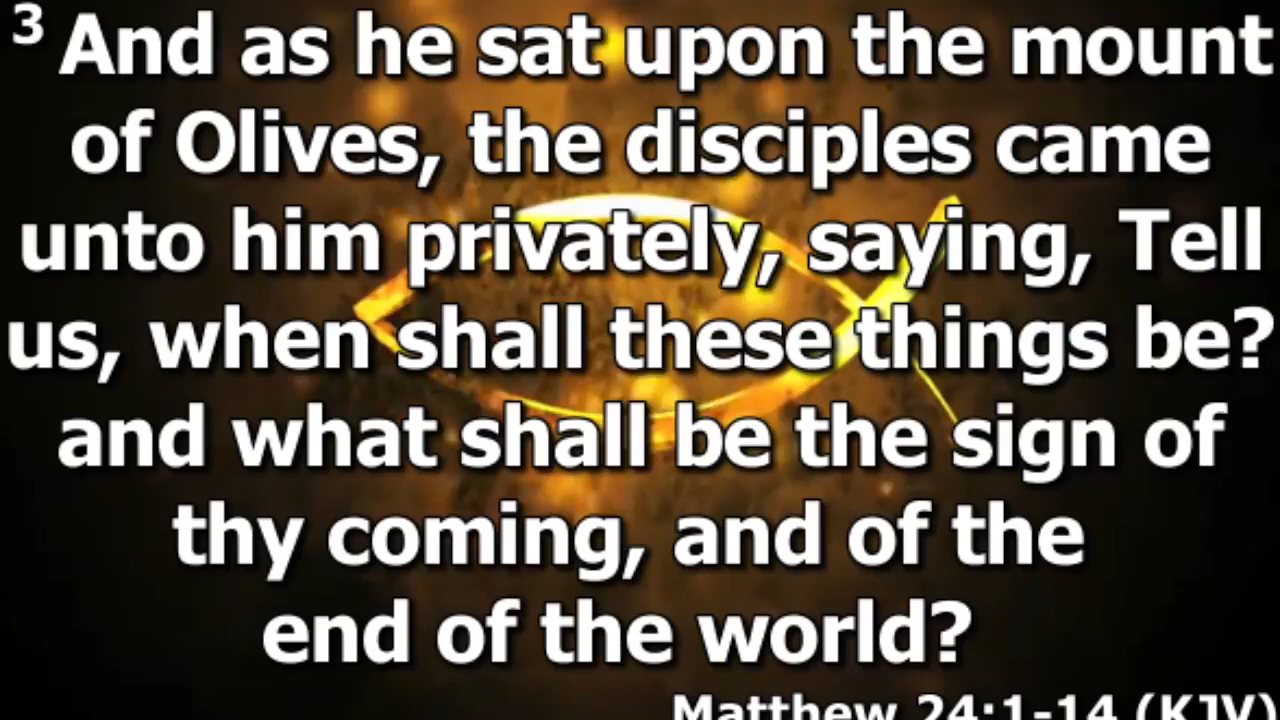 3 And as he sat upon the mount
of Olives, the disciples came
unto him privately, saying, Tell
us, when shall these things be?
and what shall be the sign of
thy coming, and of the
end of the world?
Matthew 24:1-14 (KJV)